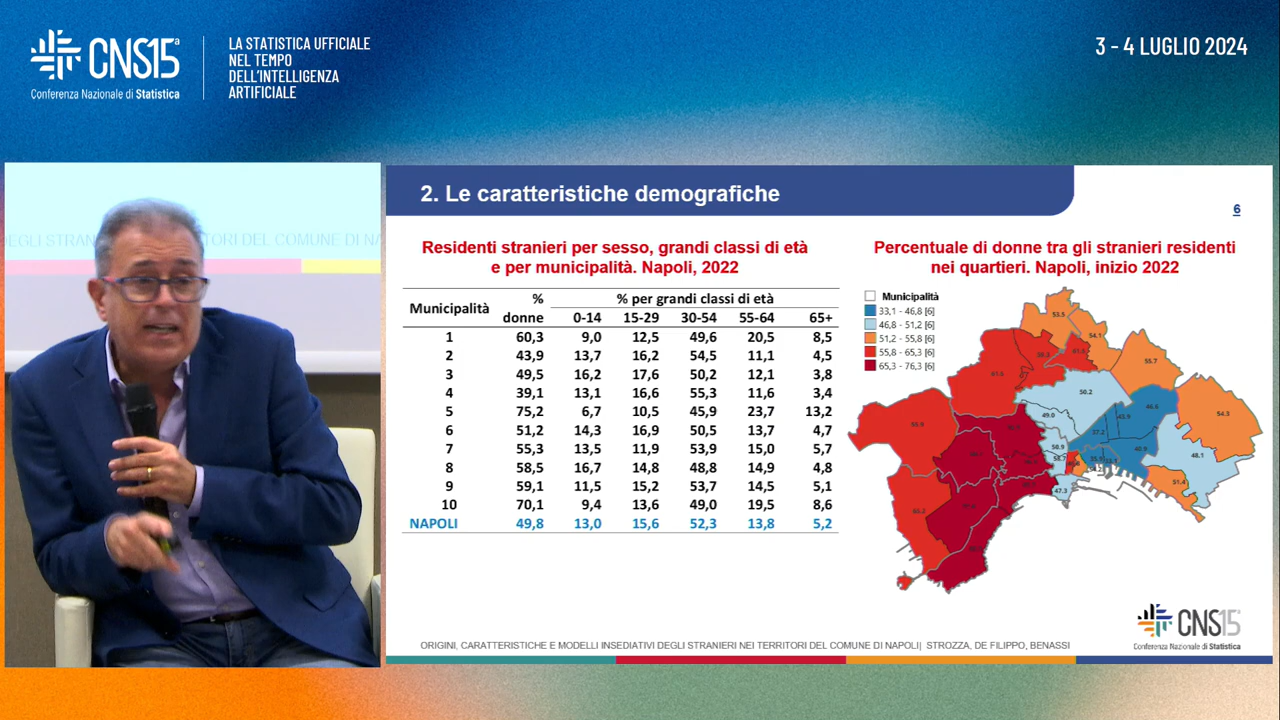 CNS15ª
Conferenza Nazionale di Statistica
LA STATISTICA UFFICIALE
NEL TEMPO
DELL'INTELLIGENZA
ARTIFICIALE
3 - 4 LUGLIO 2024
2. Le caratteristiche demografiche
6
Residenti stranieri per sesso, grandi classi di età
e per municipalità. Napoli, 2022
Municipalità % donne % per grandi classi di età
0-14 15-29 30-54 55-64 65+
1 60,3 9,0 12,5 49,6 20,5 8,5
2 43,9 13,7 16,2 54,5 11,1 4,5
3 49,5 16,2 17,6 50,2 12,1 3,8
4 39,1 13,1 16,6 55,3 11,6 3,4
5 75,2 6,7 10,5 45,9 23,7 13,2
6 51,2 14,3 16,9 50,5 13,7 4,7
7 55,3 13,5 11,9 53,9 15,0 5,7
8 58,5 16,7 14,8 48,8 14,9 4,8
9 59,1 11,5 15,2 53,7 14,5 5,1
10 70,1 9,4 13,6 49,0 19,5 8,6
NAPOLI 49,8 13,0 15,6 52,3 13,8 5,2
Percentuale di donne tra gli stranieri residenti
nei quartieri. Napoli, inizio 2022
Municipalità
33,1 - 46,8 [6]
46,8 - 51,2 [6]
51,2 - 55,8 [6]
55,8 - 65,3 [6]
65,3 - 76,3 [6]
53.5
54.1
55.7
50.2
49.0
46.6
54.3
50.9
48.1
51.4
47.3
CNS15ª
Conferenza Nazionale di Statistica
ORIGINI, CARATTERISTICHE E MODELLI INSEDIATIVI DEGLI STRANIERI NEI TERRITORI DEL COMUNE DI NAPOLI| STROZZA, DE FILIPPO, BENASSI
DEGLI STRAN
TORI DEL COMUNE DI NA